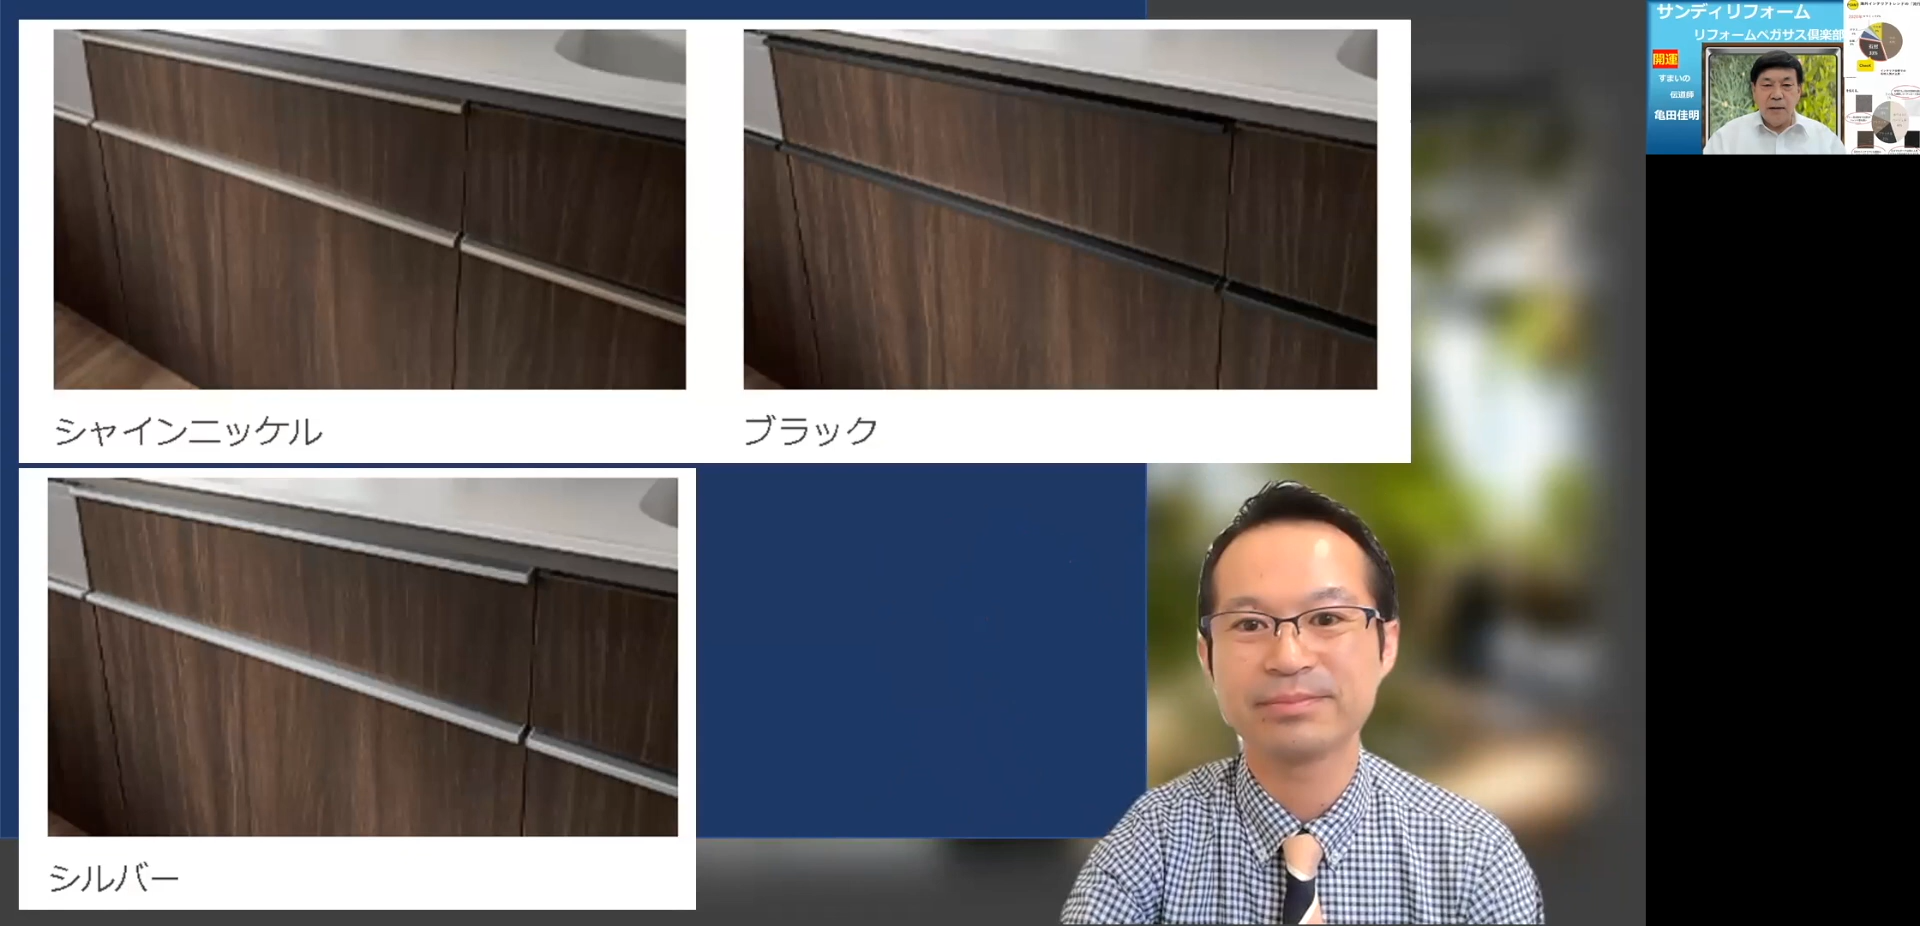 シャインニッケル
ブラック
シルバー
サンディリフォーム
リフォームペガサス倶楽部
開運
すまいの
伝道師
亀田佳明